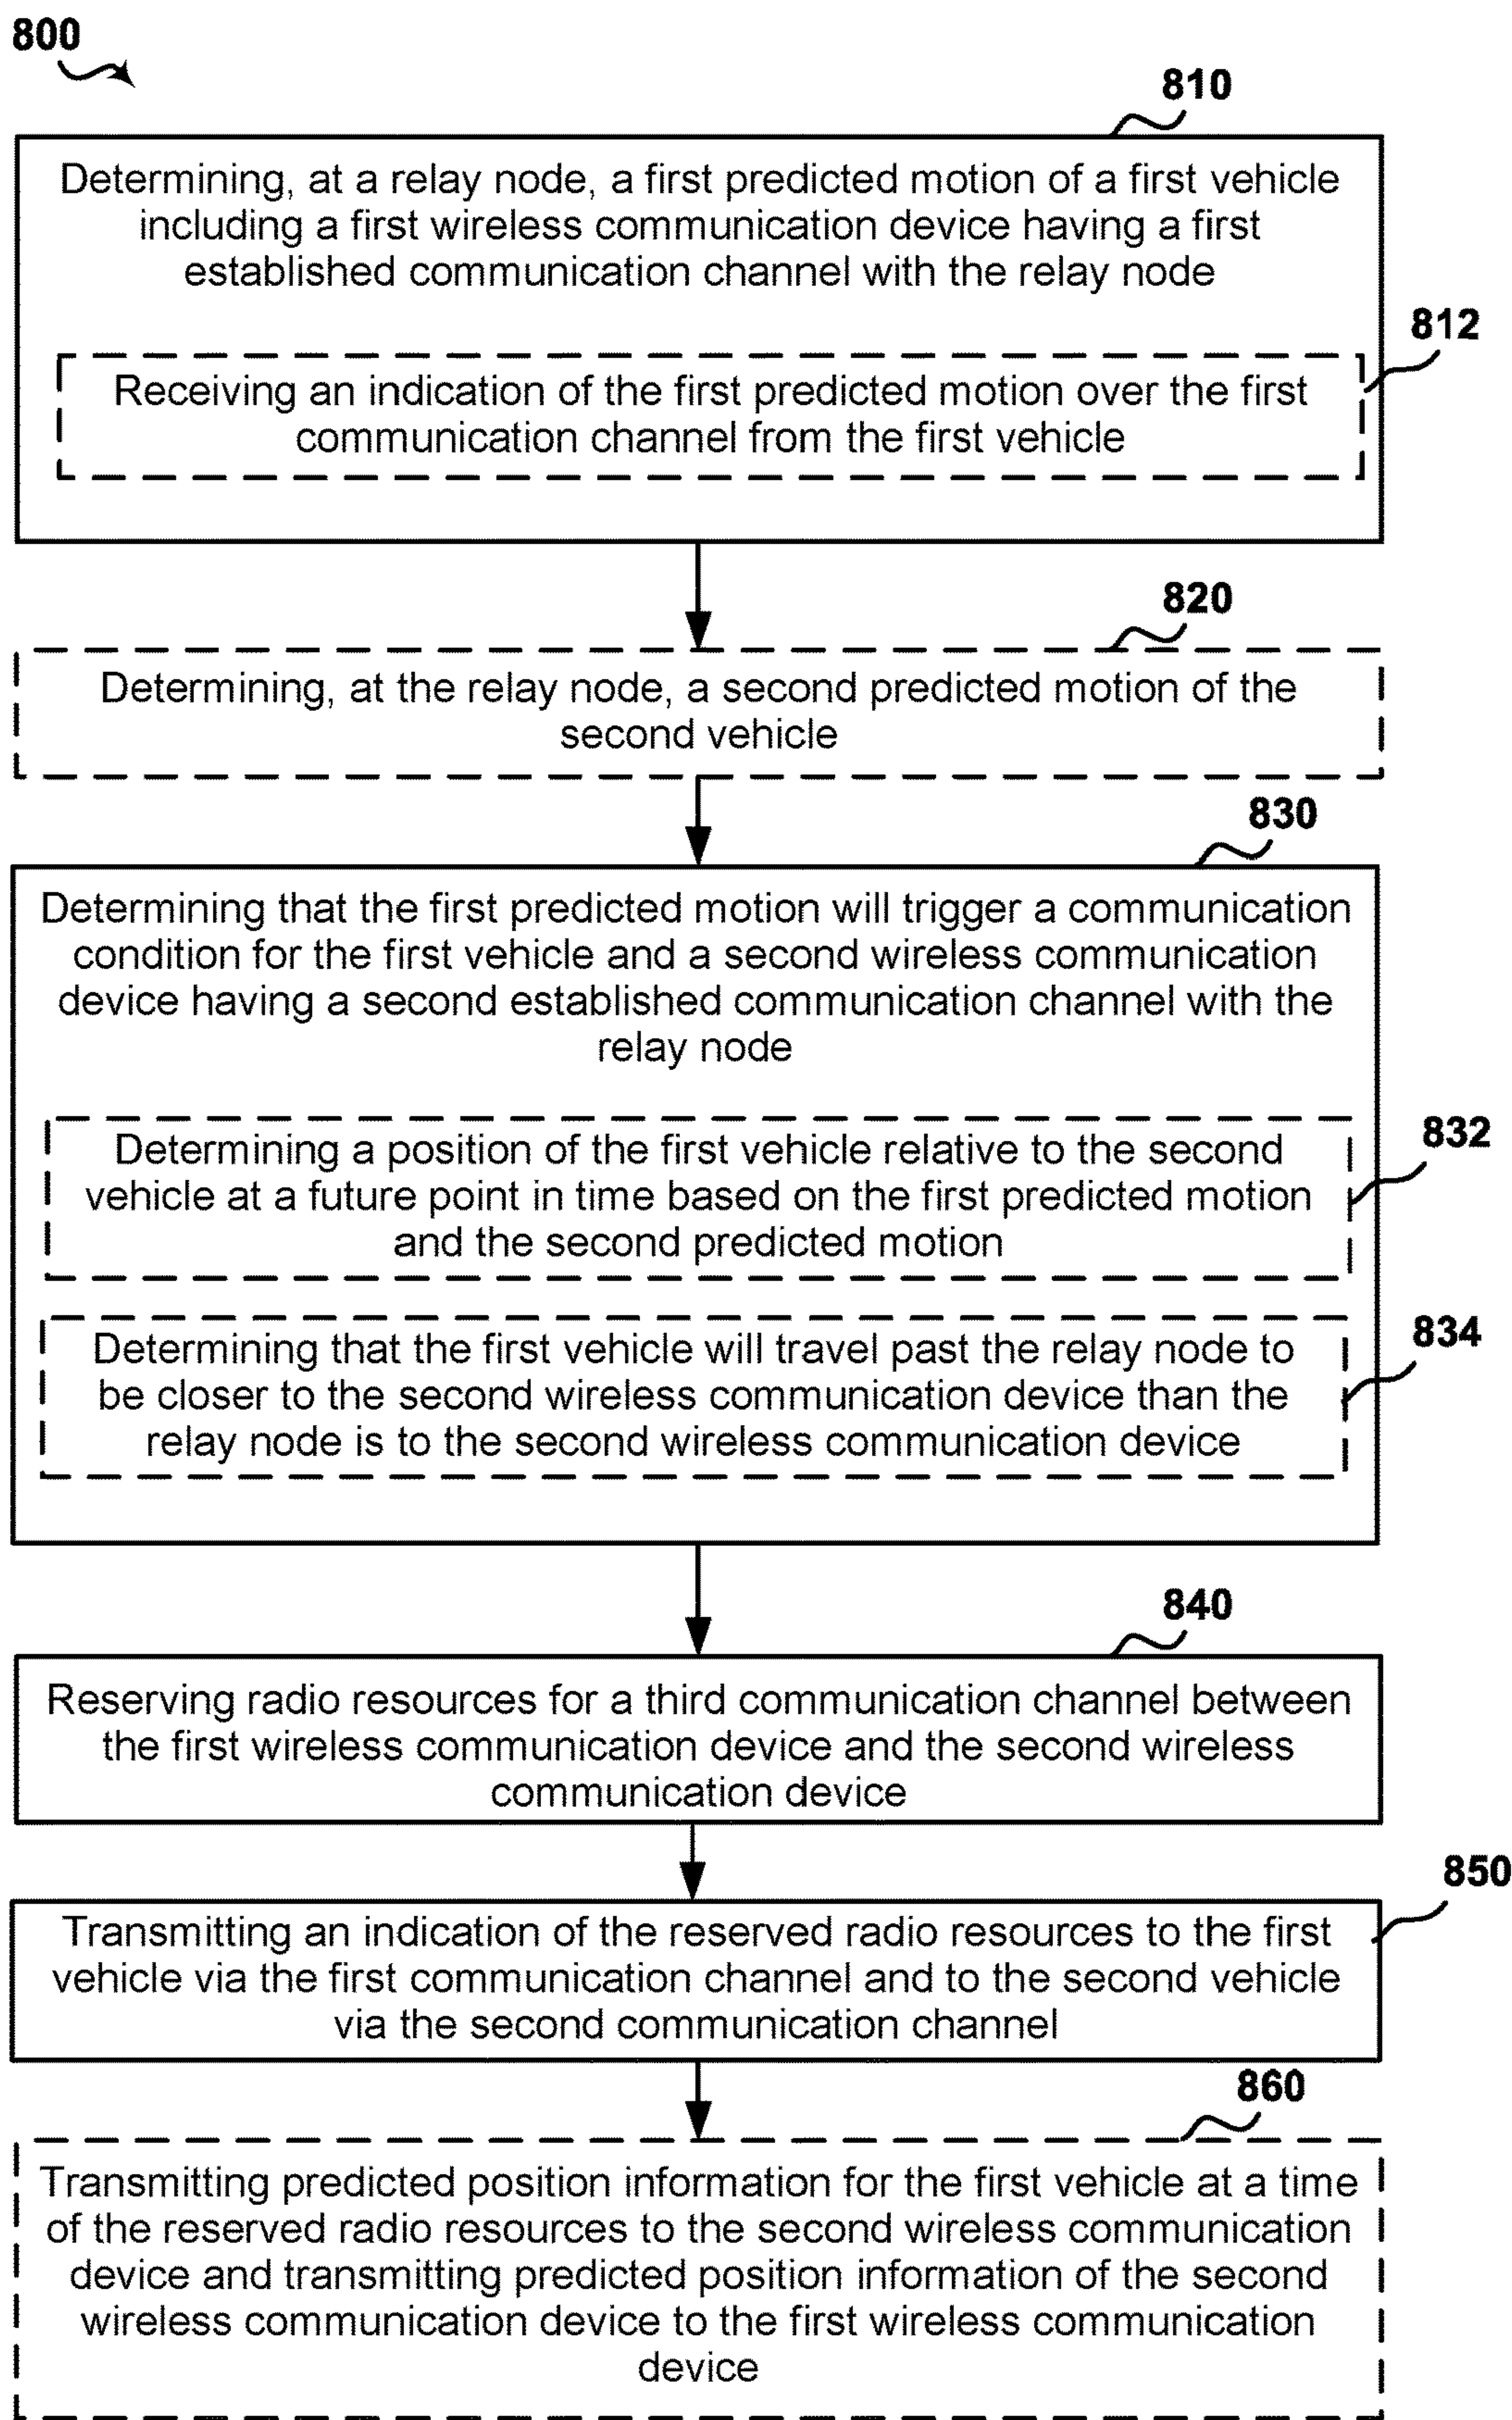 800
810
Determining, at a relay node, a first predicted motion of a first vehicle
including a first wireless communication device having a first
established communication channel with the relay node
812
Receiving an indication of the first predicted motion over the first
communication channel from the first vehicle
820
Determining, at the relay node, a second predicted motion of the
second vehicle
830
Determining that the first predicted motion will trigger a communication
condition for the first vehicle and a second wireless communication
device having a second established communication channel with the
relay node
832
Determining a position of the first vehicle relative to the second
vehicle at a future point in time based on the first predicted motion
and the second predicted motion
834
Determining that the first vehicle will travel past the relay node to
be closer to the second wireless communication device than the
relay node is to the second wireless communication device
840
Reserving radio resources for a third communication channel between
the first wireless communication device and the second wireless
communication device
850
Transmitting an indication of the reserved radio resources to the first
vehicle via the first communication channel and to the second vehicle
via the second communication channel
860
Transmitting predicted position information for the first vehicle at a time
of the reserved radio resources to the second wireless communication
device and transmitting predicted position information of the second
wireless communication device to the first wireless communication
device